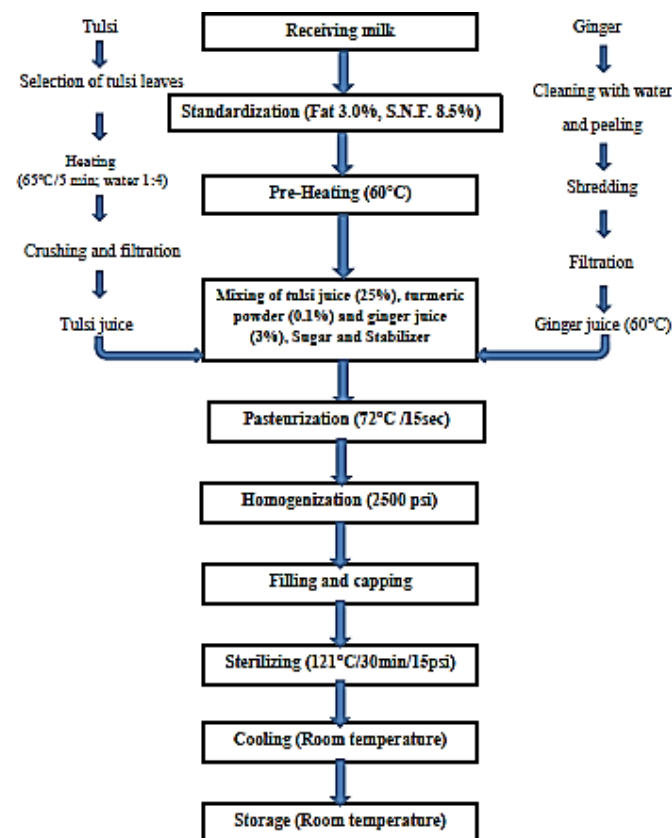 Tulsi
Selection of tulsi leaves
Heating
(65℃/5 min; water 1:4)
Crushing and filtration
Tulsi juice
Receiving milk
Standardization (Fat 3.0%, S.N.F. 8.5%)
Pre-Heating (60°C)
Mixing of tulsi juice (25%), turmeric
powder (0.1%) and ginger juice
(3%), Sugar and Stabilizer
Pasteurization (72°C /15sec)
Homogenization (2500 psi)
Filling and capping
Sterilizing (121°C/30min/15psi)
Cooling (Room temperature)
Storage (Room temperature)
Ginger
Cleaning with water
and peeling
Shredding
Filtration
Ginger juice (60°C)